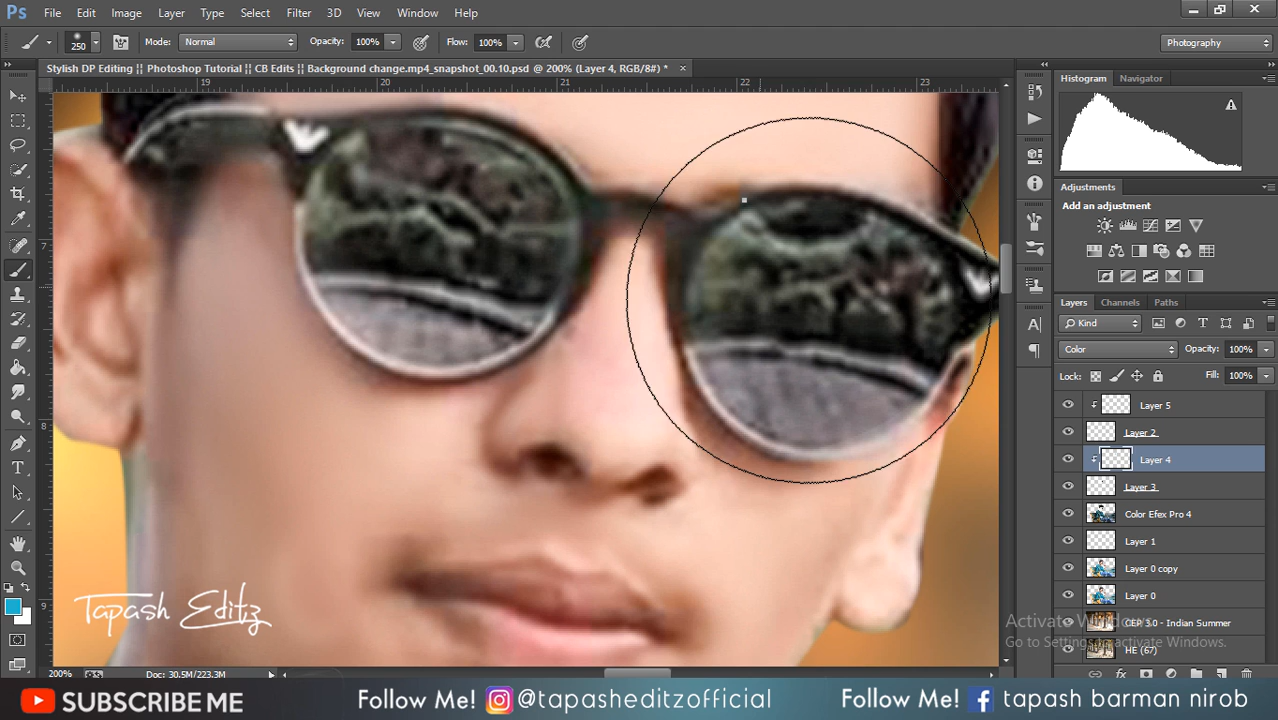 Ps File Edit Image Layer Type Select Filter 3D View Window Help
250 Mode: Normal Opacity: 100% Flow: 100% Photography
Stylish DP Editing || Photoshop Tutorial || CB Edits || Background change.mp4_snapshot_00.10.psd @ 200% (Layer 4, RGB/8#) *
19 20 21 22 23
7
8
9
Histogram Navigator
Adjustments
Add an adjustment
Layers Channels Paths
Kind
Color Opacity: 100%
Lock: Fill: 100%
Layer 5
Layer 2
Layer 4
Layer 3
Color Efex Pro 4
Layer 1
Layer 0 copy
Layer 0
CEP 3.0 - Indian Summer
HE (67)
Activate Windows
Go to Settings to activate Windows.
Tapash Editz
200% Doc: 30.5M/223.3M
SUBSCRIBE ME Follow Me! @tapasheditzofficial Follow Me! tapash barman nirob